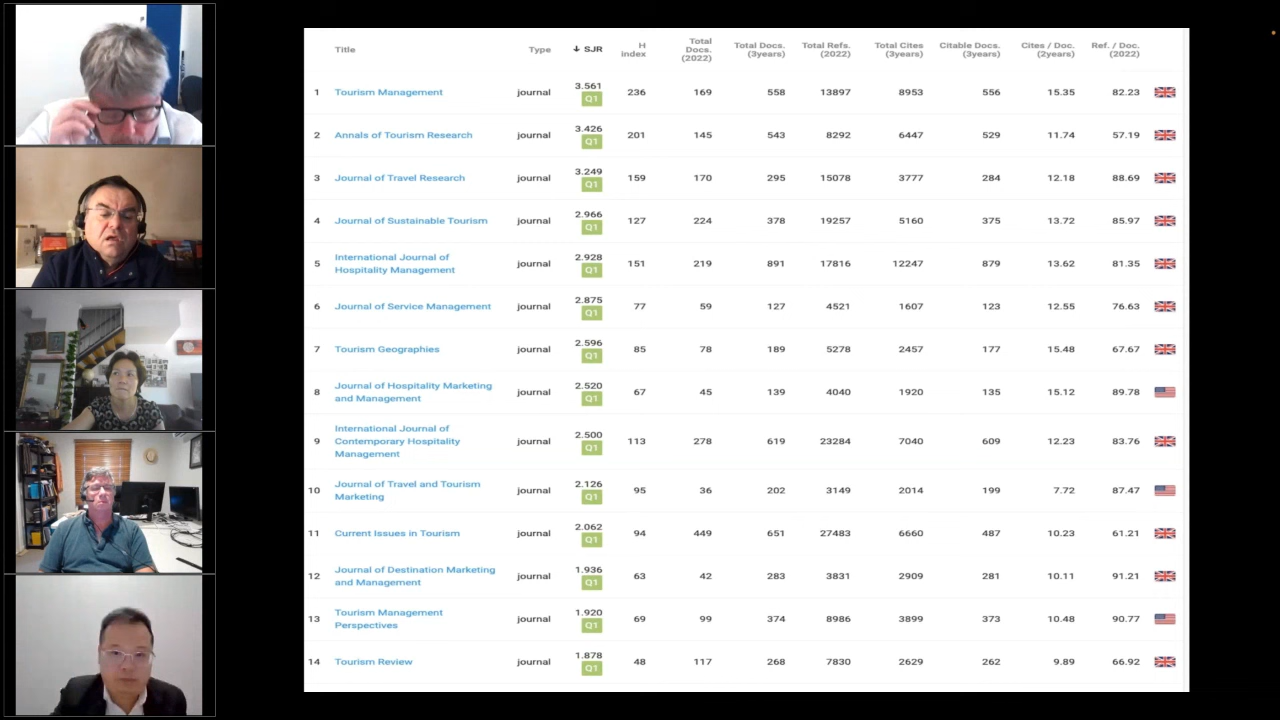 Title Type ↓ SJR H index Total Docs. (2022) Total Docs. (3years) Total Refs. (2022) Total Cites (3years) Citable Docs. (3years) Cites / Doc. (2years) Ref. / Doc. (2022)
1 Tourism Management journal 3.561 Q1 236 169 558 13897 8953 556 15.35 82.23
2 Annals of Tourism Research journal 3.426 Q1 201 145 543 8292 6447 529 11.74 57.19
3 Journal of Travel Research journal 3.249 Q1 159 170 295 15078 3777 284 12.18 88.69
4 Journal of Sustainable Tourism journal 2.966 Q1 127 224 378 19257 5160 375 13.72 85.97
5 International Journal of Hospitality Management journal 2.928 Q1 151 219 891 17816 12247 879 13.62 81.35
6 Journal of Service Management journal 2.875 Q1 77 59 127 4521 1607 123 12.55 76.63
7 Tourism Geographies journal 2.596 Q1 85 78 189 5278 2457 177 15.48 67.67
8 Journal of Hospitality Marketing and Management journal 2.520 Q1 67 45 139 4040 1920 135 15.12 89.78
9 International Journal of Contemporary Hospitality Management journal 2.500 Q1 113 278 619 23284 7040 609 12.23 83.76
10 Journal of Travel and Tourism Marketing journal 2.126 Q1 95 36 202 3149 2014 199 7.72 87.47
11 Current Issues in Tourism journal 2.062 Q1 94 449 651 27483 6660 487 10.23 61.21
12 Journal of Destination Marketing and Management journal 1.936 Q1 63 42 283 3831 2909 281 10.11 91.21
13 Tourism Management Perspectives journal 1.920 Q1 69 99 374 8986 3899 373 10.48 90.77
14 Tourism Review journal 1.878 Q1 48 117 268 7830 2629 262 9.89 66.92